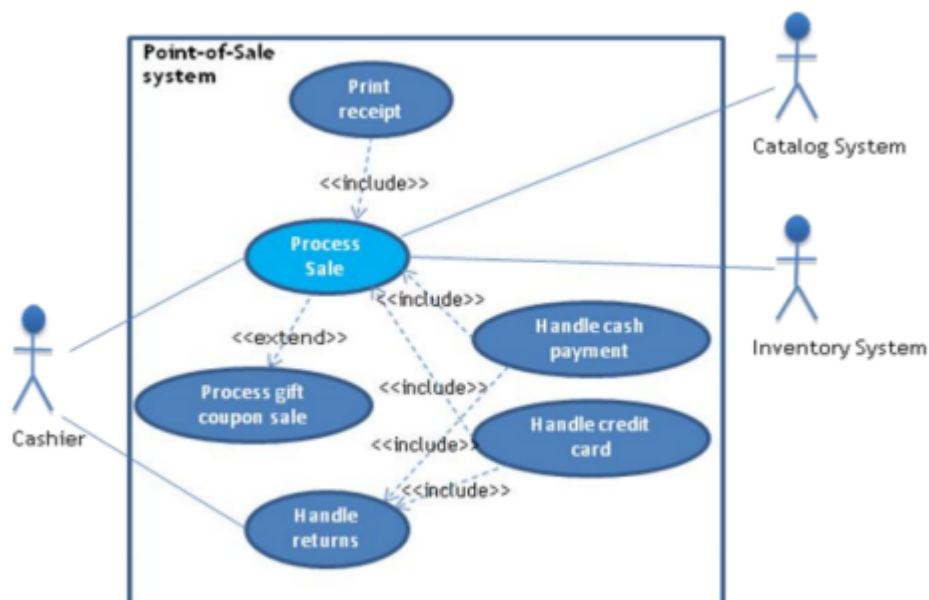 Point-of-Sale
system
Print
receipt
Catalog System
<<include>>
Process
Sale
<<include>>
Handle cash
payment
<<extend>>
Inventory System
Process gift
coupon sale
<<include>>
Handle credit
card
Cashier
<<include>>
<<include>>
Handle
returns